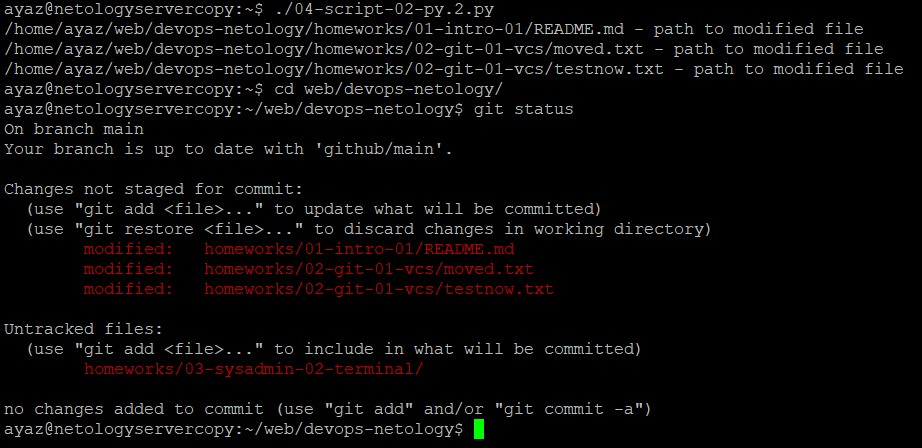 ayaz@netologyservercopy:~$ ./04-script-02-py.2.py
/home/ayaz/web/devops-netology/homeworks/01-intro-01/README.md - path to modified file
/home/ayaz/web/devops-netology/homeworks/02-git-01-vcs/moved.txt - path to modified file
/home/ayaz/web/devops-netology/homeworks/02-git-01-vcs/testnow.txt - path to modified file
ayaz@netologyservercopy:~$ cd web/devops-netology/
ayaz@netologyservercopy:~/web/devops-netology$ git status
On branch main
Your branch is up to date with 'github/main'.

Changes not staged for commit:
  (use "git add <file>..." to update what will be committed)
  (use "git restore <file>..." to discard changes in working directory)
        modified:   homeworks/01-intro-01/README.md
        modified:   homeworks/02-git-01-vcs/moved.txt
        modified:   homeworks/02-git-01-vcs/testnow.txt

Untracked files:
  (use "git add <file>..." to include in what will be committed)
        homeworks/03-sysadmin-02-terminal/

no changes added to commit (use "git add" and/or "git commit -a")
ayaz@netologyservercopy:~/web/devops-netology$